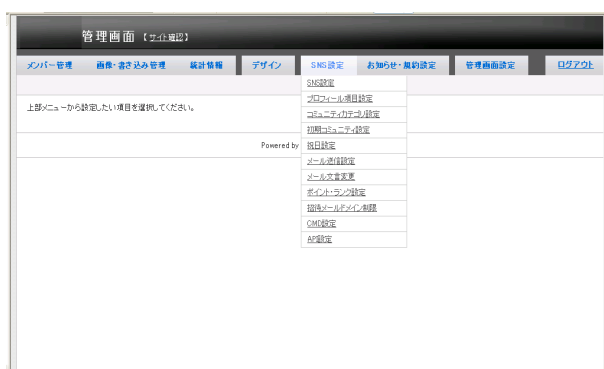 管理画面 【サイト確認】
メンバー管理 画像・書き込み管理 統計情報 デザイン SNS設定 お知らせ・規約設定 管理画面設定 ログアウト
SNS設定
プロフィール項目設定
上部メニューから設定したい項目を選択してください。
コミュニティカテゴリ設定
初期コミュニティ設定
Powered by
祝日設定
メール送信設定
メール文言変更
ポイント・ランク設定
招待メールドメイン制限
CMD設定
API設定